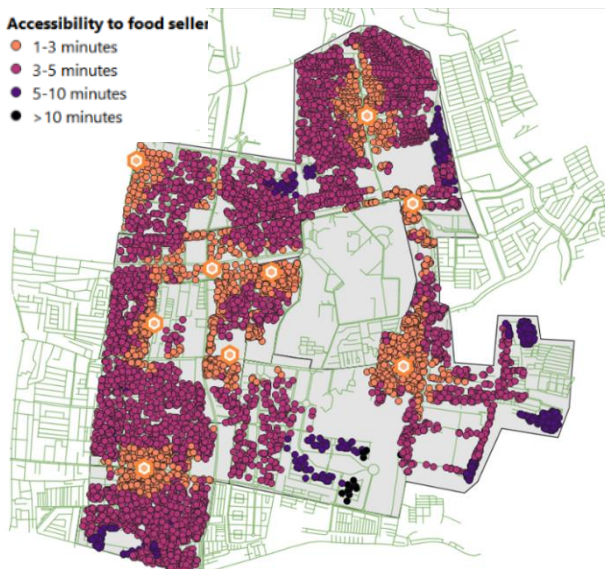 Accessibility to food seller
1-3 minutes
3-5 minutes
5-10 minutes
>10 minutes